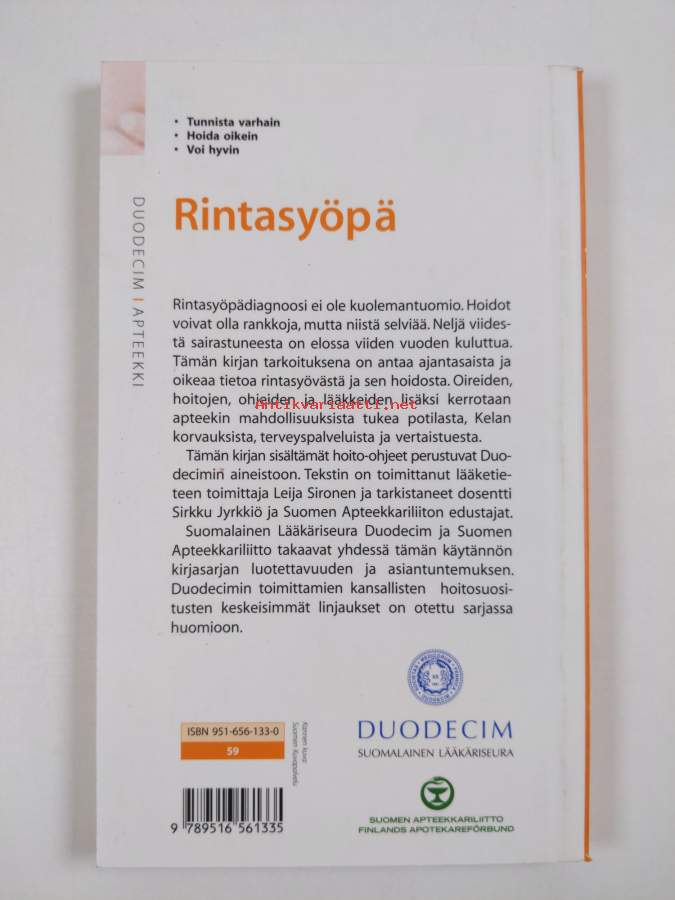 • Tunnista varhain
• Hoida oikein
• Voi hyvin
DUODECIM | APTEEKKI
Rintasyöpä
Rintasyöpädiagnoosi ei ole kuolemantuomio. Hoidot
voivat olla rankkoja, mutta niistä selviää. Neljä viides-
tä sairastuneesta on elossa viiden vuoden kuluttua.
Tämän kirjan tarkoituksena on antaa ajantasaista ja
oikeaa tietoa rintasyövästä ja sen hoidosta. Oireiden,
hoitojen, ohjeiden ja lääkkeiden lisäksi kerrotaan
Antikvariaatti.net
apteekin mahdollisuuksista tukea potilasta, Kelan
korvauksista, terveyspalveluista ja vertaistuesta.
Tämän kirjan sisältämät hoito-ohjeet perustuvat Duo-
decimin aineistoon. Tekstin on toimittanut lääketie-
teen toimittaja Leija Sironen ja tarkistaneet dosentti
Sirkku Jyrkkiö ja Suomen Apteekkariliiton edustajat.
Suomalainen Lääkäriseura Duodecim ja Suomen
Apteekkariliitto takaavat yhdessä tämän käytännön
kirjasarjan luotettavuuden ja asiantuntemuksen.
Duodecimin toimittamien kansallisten hoitosuosi-
tusten keskeisimmät linjaukset on otettu sarjassa
huomioon.
ISBN 951-656-133-0
59
Kannen kuva:
Suomen Kuvapalvelu
9 789516 561335
DUODECIM
SUOMALAINEN LÄÄKÄRISEURA
SUOMEN APTEEKKARILIITTO
FINLANDS APOTEKAREFÖRBUND